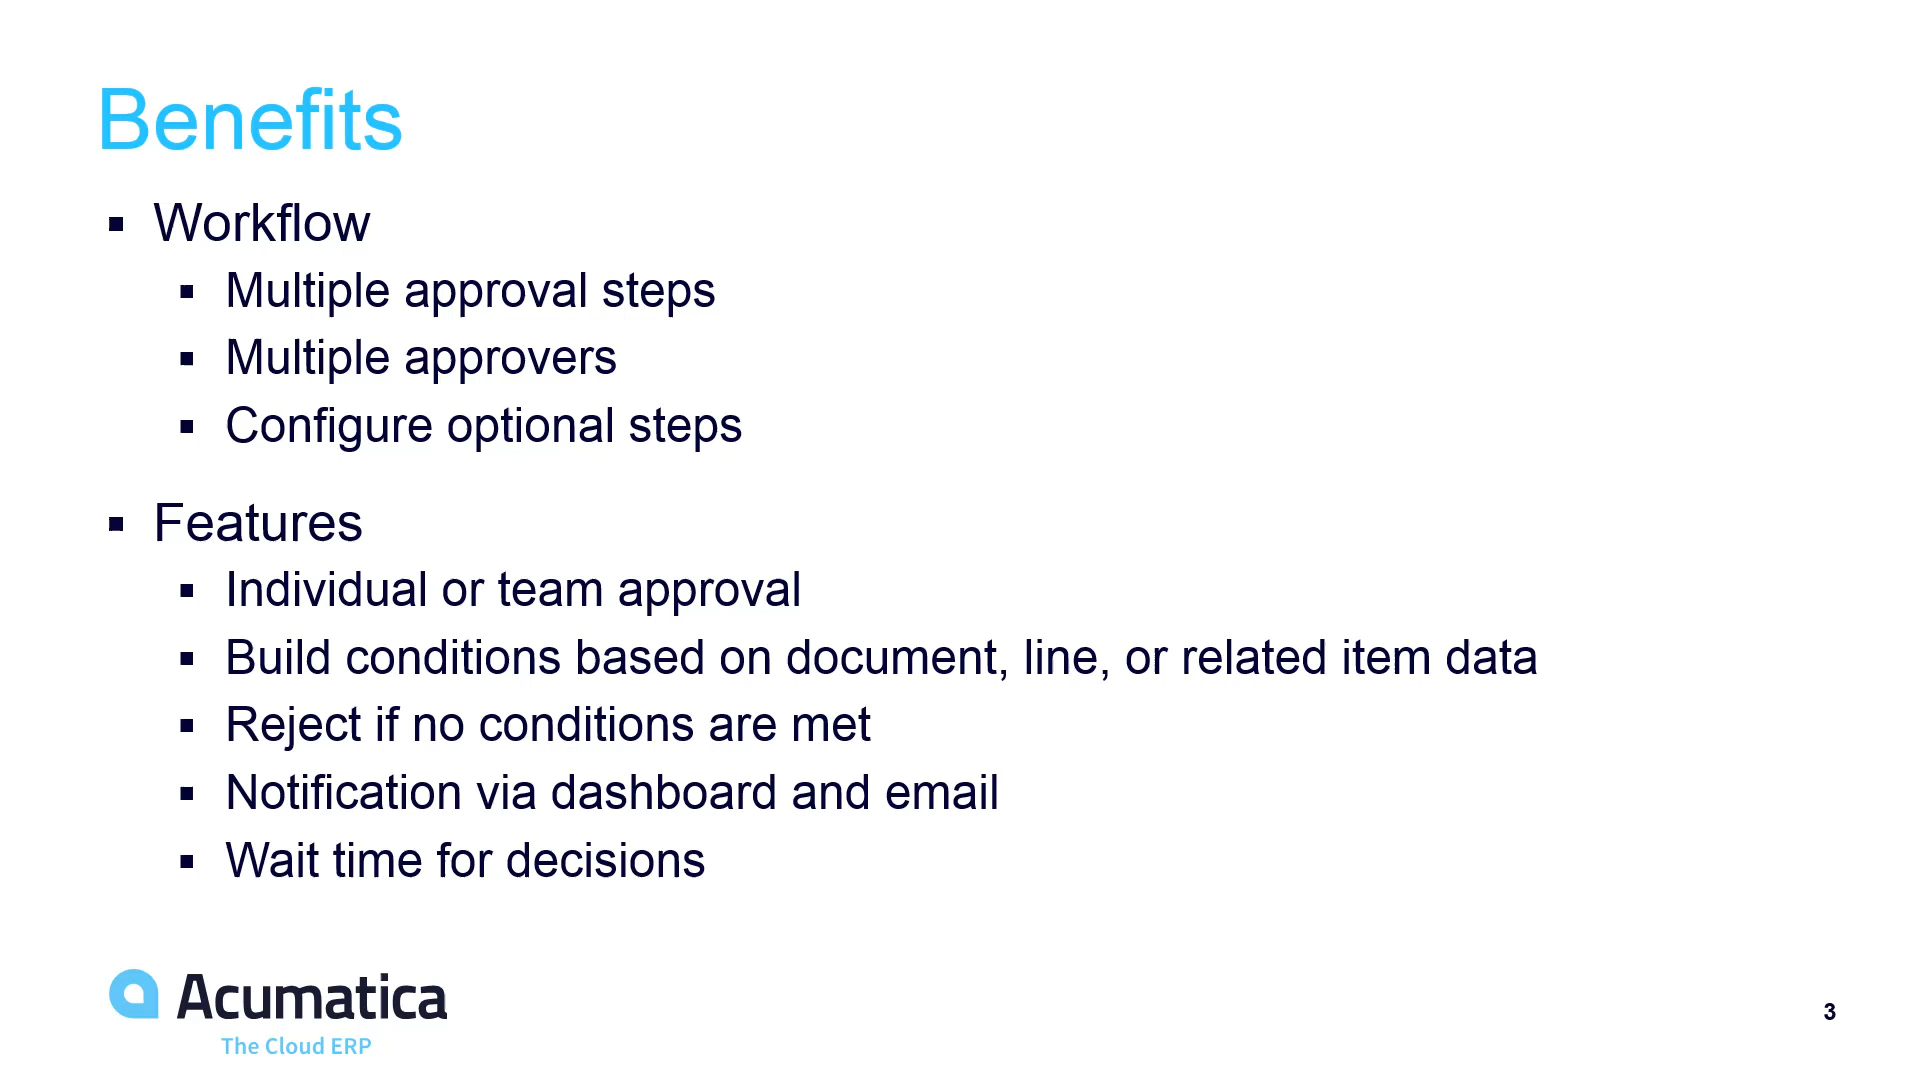 Benefits
▪ Workflow
▪ Multiple approval steps
▪ Multiple approvers
▪ Configure optional steps
▪ Features
▪ Individual or team approval
▪ Build conditions based on document, line, or related item data
▪ Reject if no conditions are met
▪ Notification via dashboard and email
▪ Wait time for decisions
Acumatica
The Cloud ERP
3